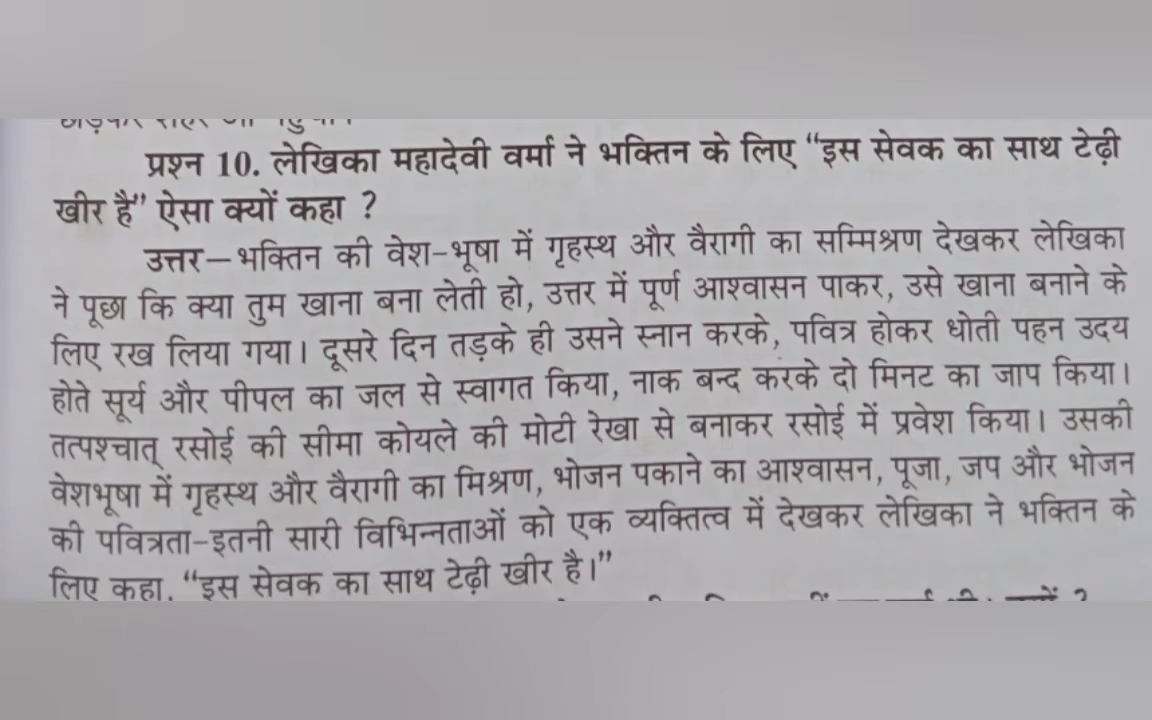 प्रश्न 10. लेखिका महादेवी वर्मा ने भक्तिन के लिए “इस सेवक का साथ टेढ़ी
खीर है” ऐसा क्यों कहा ?
उत्तर—भक्तिन की वेश-भूषा में गृहस्थ और वैरागी का सम्मिश्रण देखकर लेखिका
ने पूछा कि क्या तुम खाना बना लेती हो, उत्तर में पूर्ण आश्वासन पाकर, उसे खाना बनाने के
लिए रख लिया गया। दूसरे दिन तड़के ही उसने स्नान करके, पवित्र होकर धोती पहन उदय
होते सूर्य और पीपल का जल से स्वागत किया, नाक बन्द करके दो मिनट का जाप किया।
तत्पश्चात् रसोई की सीमा कोयले की मोटी रेखा से बनाकर रसोई में प्रवेश किया। उसकी
वेशभूषा में गृहस्थ और वैरागी का मिश्रण, भोजन पकाने का आश्वासन, पूजा, जप और भोजन
की पवित्रता-इतनी सारी विभिन्नताओं को एक व्यक्तित्व में देखकर लेखिका ने भक्तिन के
लिए कहा, “इस सेवक का साथ टेढ़ी खीर है।”